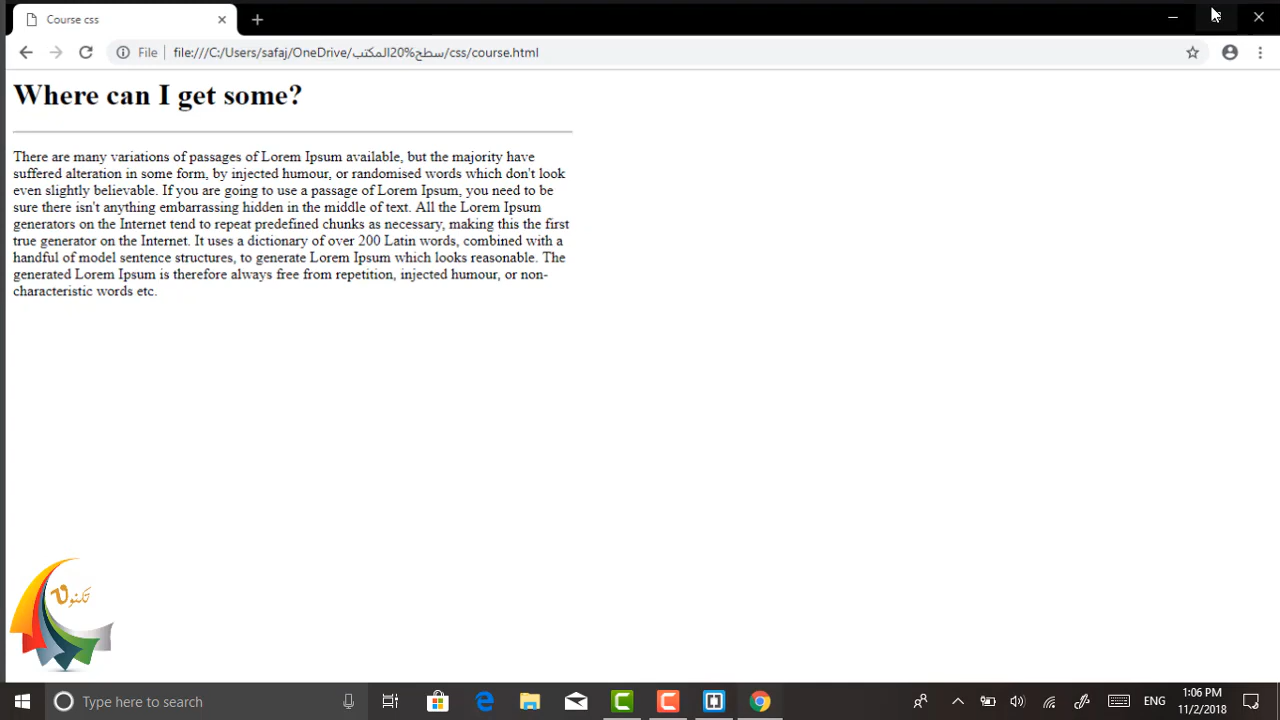 Course css
File
file:///C:/Users/safaj/OneDrive/سطح%20المكتب/css/course.html
Where can I get some?
There are many variations of passages of Lorem Ipsum available, but the majority have
suffered alteration in some form, by injected humour, or randomised words which don't look
even slightly believable. If you are going to use a passage of Lorem Ipsum, you need to be
sure there isn't anything embarrassing hidden in the middle of text. All the Lorem Ipsum
generators on the Internet tend to repeat predefined chunks as necessary, making this the first
true generator on the Internet. It uses a dictionary of over 200 Latin words, combined with a
handful of model sentence structures, to generate Lorem Ipsum which looks reasonable. The
generated Lorem Ipsum is therefore always free from repetition, injected humour, or non-
characteristic words etc.
تكنو
Type here to search
ENG
1:06 PM
11/2/2018